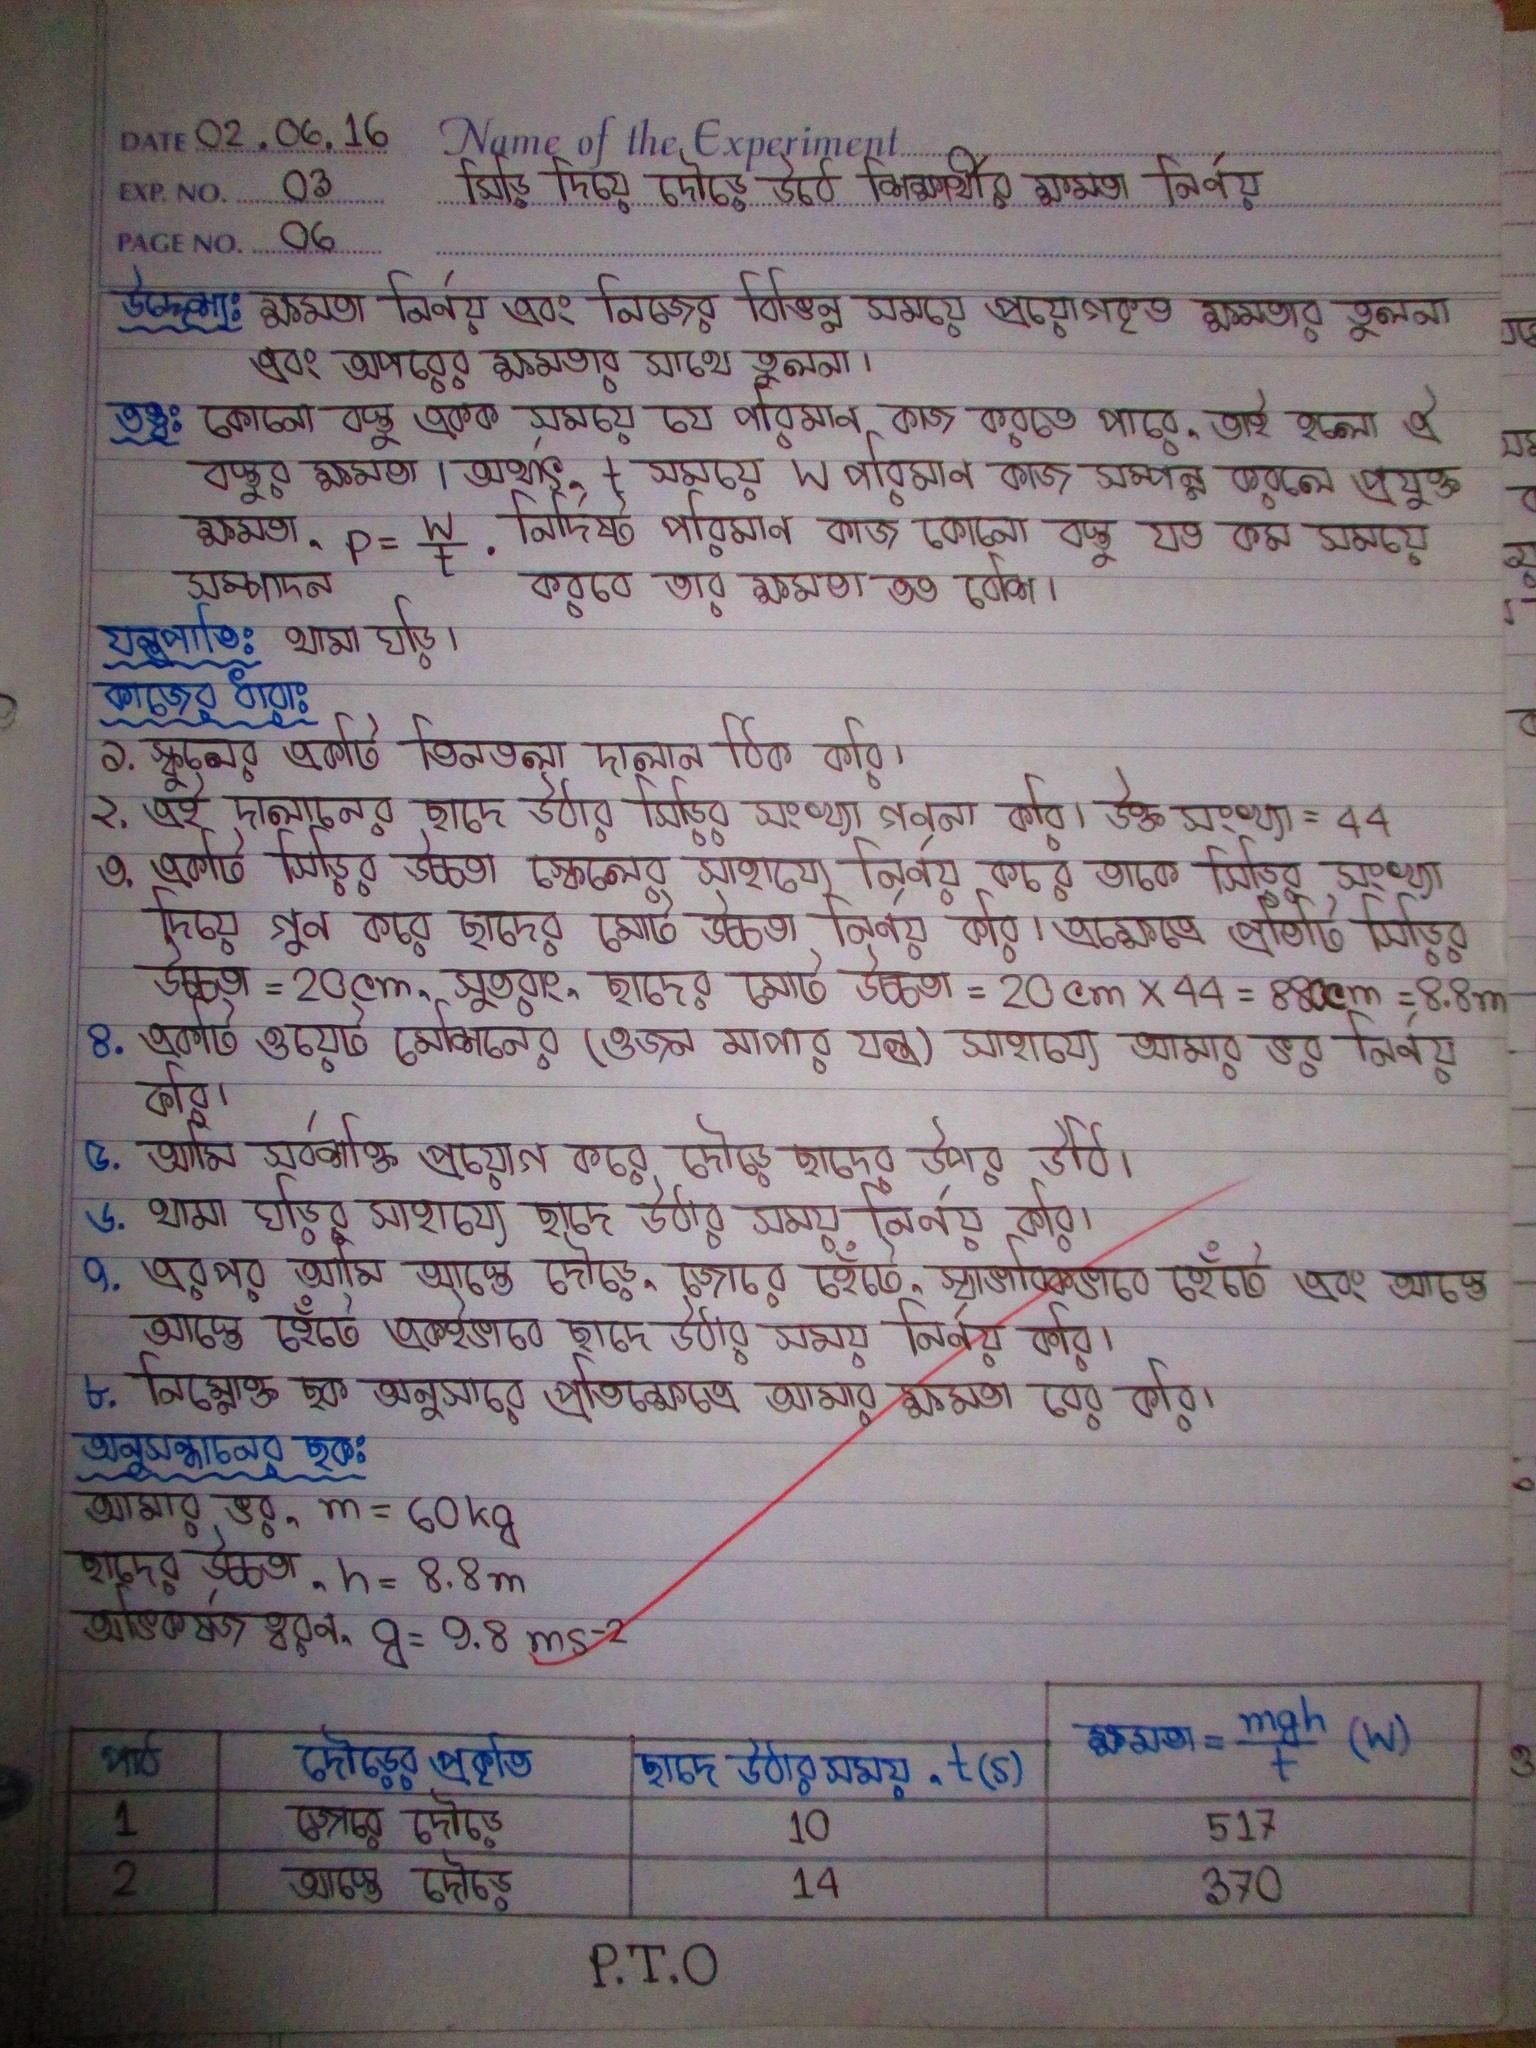 DATE 02.06.16 Name of the Experiment
EXP. NO. 03 সিঁড়ি দিয়ে দৌড়ে উঠে শিক্ষার্থীর ক্ষমতা নির্ণয়
PAGE NO. 06
উদ্দেশ্যঃ ক্ষমতা নির্ণয় এবং নিজের বিভিন্ন সময়ে প্রয়োগকৃত ক্ষমতার তুলনা
এবং অপরের ক্ষমতার সাথে তুলনা।
তত্ত্বঃ কোনো বস্তু একক সময়ে যে পরিমান কাজ করতে পারে, তাই হলো ঐ
বস্তুর ক্ষমতা। অর্থাৎ, t সময়ে W পরিমান কাজ সম্পন্ন করলে প্রযুক্ত
ক্ষমতা, P = W/t . নির্দিষ্ট পরিমান কাজ কোনো বস্তু যত কম সময়ে
সম্পাদন করবে তার ক্ষমতা তত বেশি।
যন্ত্রপাতিঃ থামা ঘড়ি।
কাজের ধারাঃ
১. স্কুলের একটি তিনতলা দালান ঠিক করি।
২. এই দালানের ছাদে উঠার সিড়ির সংখ্যা গণনা করি। উক্ত সংখ্যা = 44
৩. একটি সিড়ির উচ্চতা স্কেলের সাহায্যে নির্ণয় করে তাকে সিড়ির সংখ্যা
দিয়ে গুন করে ছাদের মোট উচ্চতা নির্ণয় করি। এক্ষেত্রে প্রতিটি সিড়ির
উচ্চতা = 20cm, সুতরাং, ছাদের মোট উচ্চতা = 20cm × 44 = 880cm = 8.8m
৪. একটি ওয়েট মেশিনের (ওজন মাপার যন্ত্র) সাহায্যে আমার ভর নির্ণয়
করি।
৫. আমি সর্বশক্তি প্রয়োগ করে দৌড়ে ছাদের উপর উঠি।
৬. থামা ঘড়ির সাহায্যে ছাদে উঠার সময় নির্ণয় করি।
৭. এরপর আমি আস্তে দৌড়ে, জোরে হেঁটে, স্বাভাবিকভাবে হেঁটে এবং আস্তে
আস্তে হেঁটে একইভাবে ছাদে উঠার সময় নির্ণয় করি।
৮. নিম্নোক্ত ছক অনুসারে প্রতিক্ষেত্রে আমার ক্ষমতা বের করি।
অনুসন্ধানের ছকঃ
আমার ভর, m = 60kg
ছাদের উচ্চতা, h = 8.8m
অভিকর্ষজ ত্বরণ, g = 9.8 ms-2
পাঠ দৌড়ের প্রকৃতি ছাদে উঠার সময়, t(s) ক্ষমতা = mgh/t (W)
1 জোরে দৌড়ে 10 517
2 আস্তে দৌড়ে 14 370
P.T.O